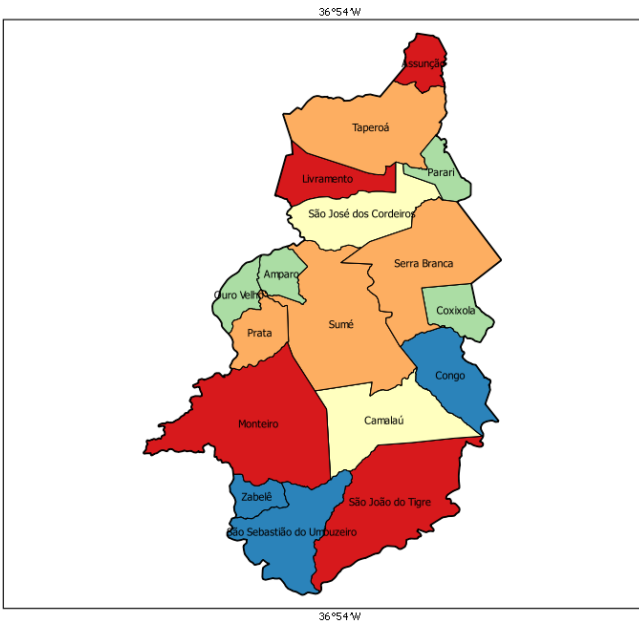 36°54'W
Assunção
Taperoá
Parari
Livramento
São José dos Cordeiros
Serra Branca
Amparo
Ouro Velho
Coxixola
Sumé
Prata
Congo
Camalaú
Monteiro
Zabelê
São João do Tigre
São Sebastião do Umbuzeiro
36°54'W